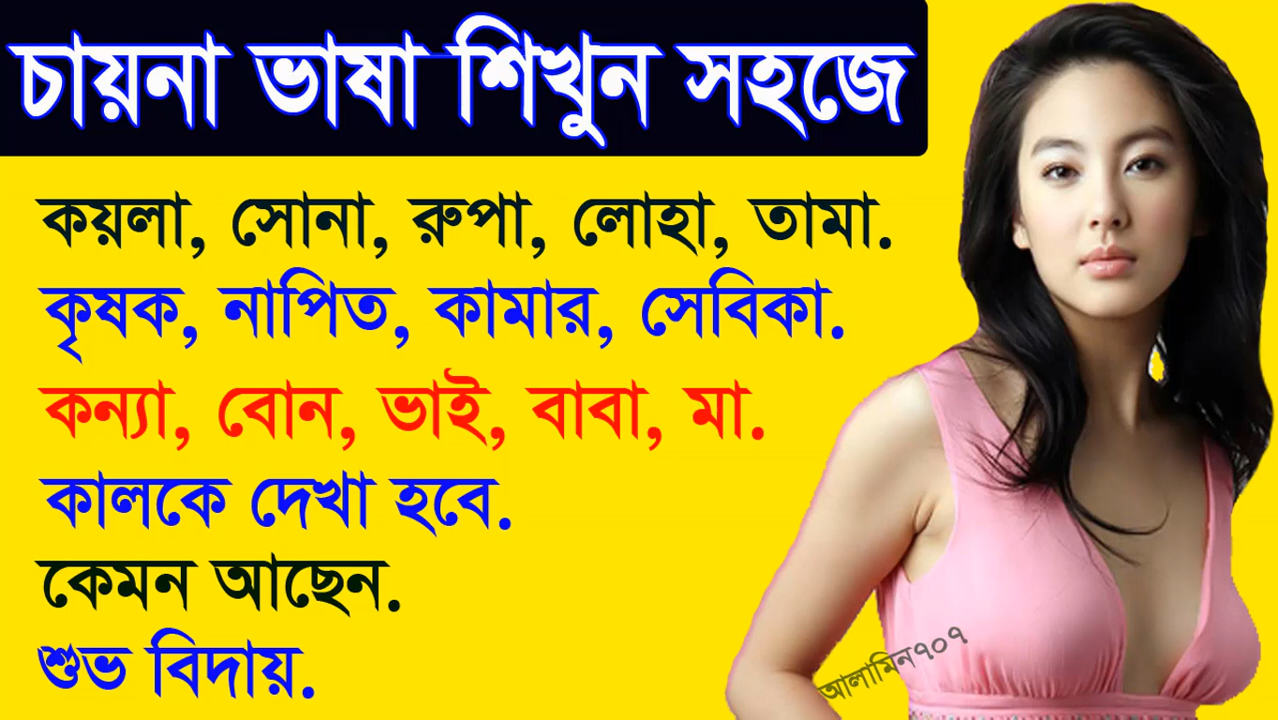 চায়না ভাষা শিখুন সহজে
কয়লা, সোনা, রুপা, লোহা, তামা.
কৃষক, নাপিত, কামার, সেবিকা.
কন্যা, বোন, ভাই, বাবা, মা.
কালকে দেখা হবে.
কেমন আছেন.
শুভ বিদায়.
আলামিন৭০৭